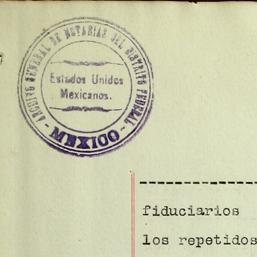 ARCHIVO GENERAL DE NOTARIAS DEL DISTRITO FEDERAL
Estados Unidos
Mexicanos.
- MEXICO -
fiduciarios
los repetidos